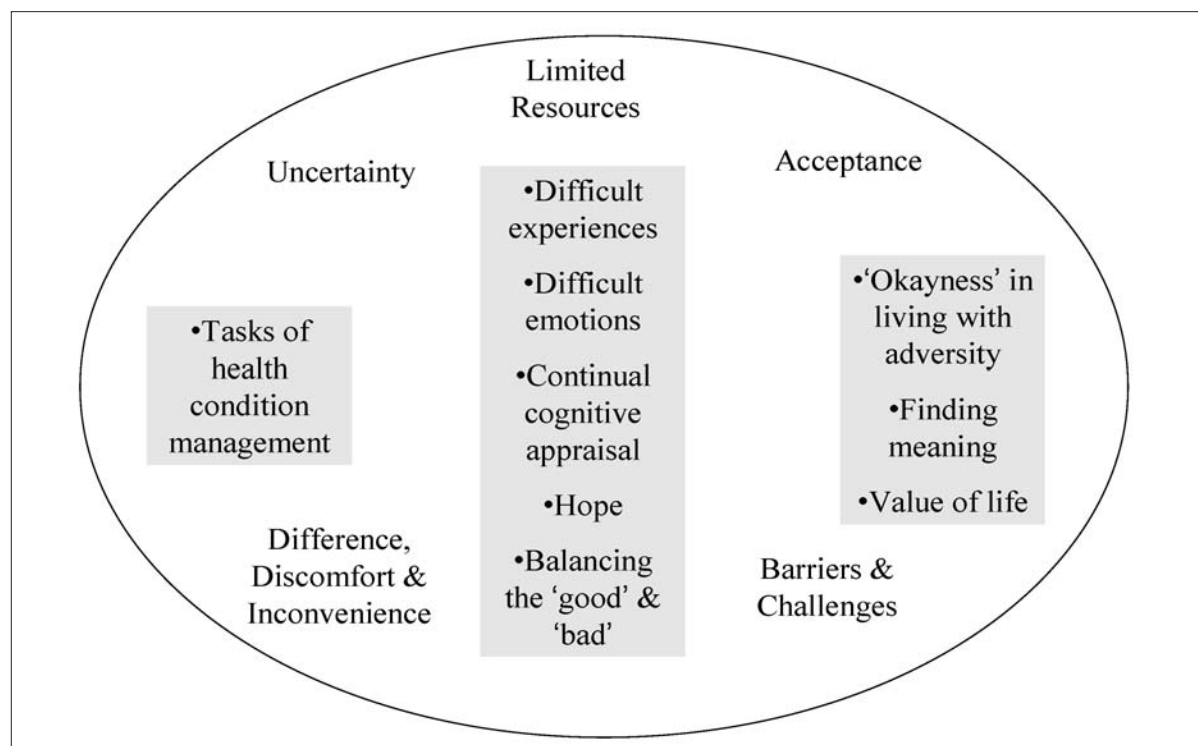 Limited
Resources
Uncertainty
Acceptance
•Tasks of
health
condition
management
•Difficult
experiences
•Difficult
emotions
•Continual
cognitive
appraisal
•Hope
•Balancing
the ‘good’ &
‘bad’
•‘Okayness’ in
living with
adversity
•Finding
meaning
•Value of life
Difference,
Discomfort &
Inconvenience
Barriers &
Challenges